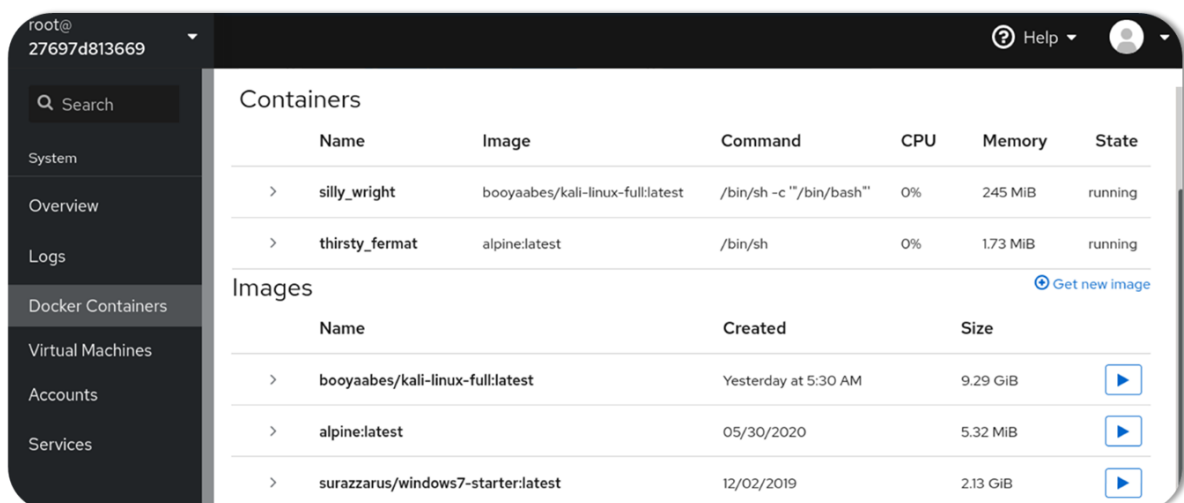 root@
27697d813669
Help
Search
System
Overview
Logs
Docker Containers
Virtual Machines
Accounts
Services
Containers
Name Image Command CPU Memory State
silly_wright booyaabes/kali-linux-full:latest /bin/sh -c '"/bin/bash"' 0% 245 MiB running
thirsty_fermat alpine:latest /bin/sh 0% 1.73 MiB running
Images
Get new image
Name Created Size
booyaabes/kali-linux-full:latest Yesterday at 5:30 AM 9.29 GiB
alpine:latest 05/30/2020 5.32 MiB
surazzarus/windows7-starter:latest 12/02/2019 2.13 GiB